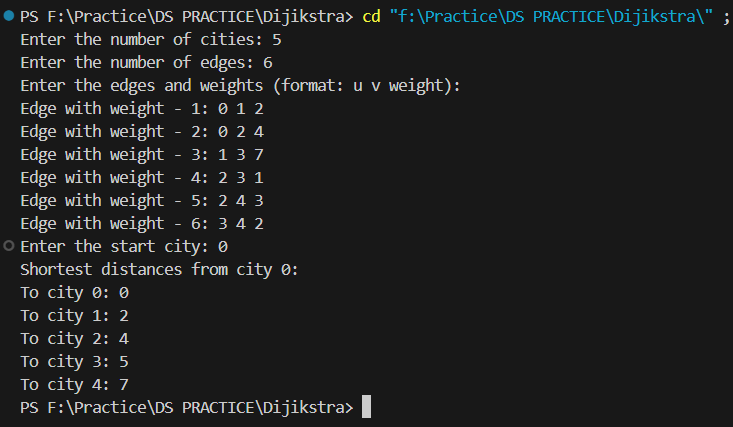 PS F:\Practice\DS PRACTICE\Dijikstra> cd "f:\Practice\DS PRACTICE\Dijikstra\" ;
Enter the number of cities: 5
Enter the number of edges: 6
Enter the edges and weights (format: u v weight):
Edge with weight - 1: 0 1 2
Edge with weight - 2: 0 2 4
Edge with weight - 3: 1 3 7
Edge with weight - 4: 2 3 1
Edge with weight - 5: 2 4 3
Edge with weight - 6: 3 4 2
Enter the start city: 0
Shortest distances from city 0:
To city 0: 0
To city 1: 2
To city 2: 4
To city 3: 5
To city 4: 7
PS F:\Practice\DS PRACTICE\Dijikstra>